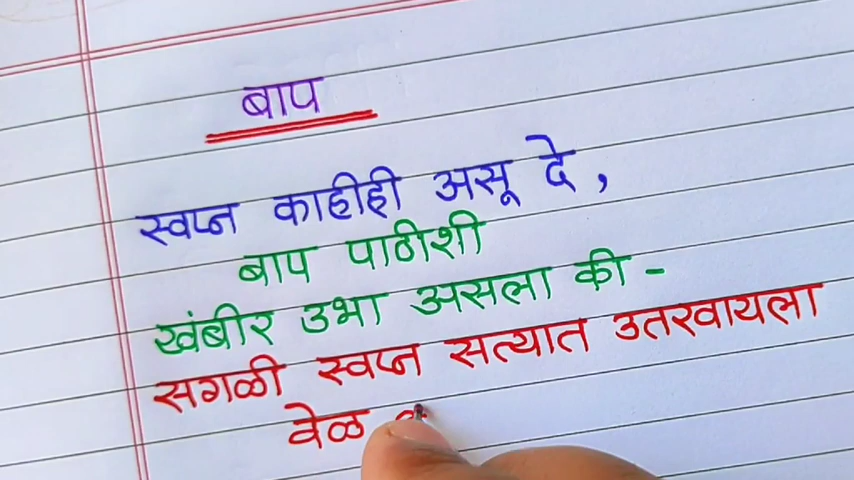 बाप
स्वप्न काहीही असू दे,
बाप पाठीशी
खंबीर उभा असला की -
सगळी स्वप्न सत्यात उतरवायला
वेळ